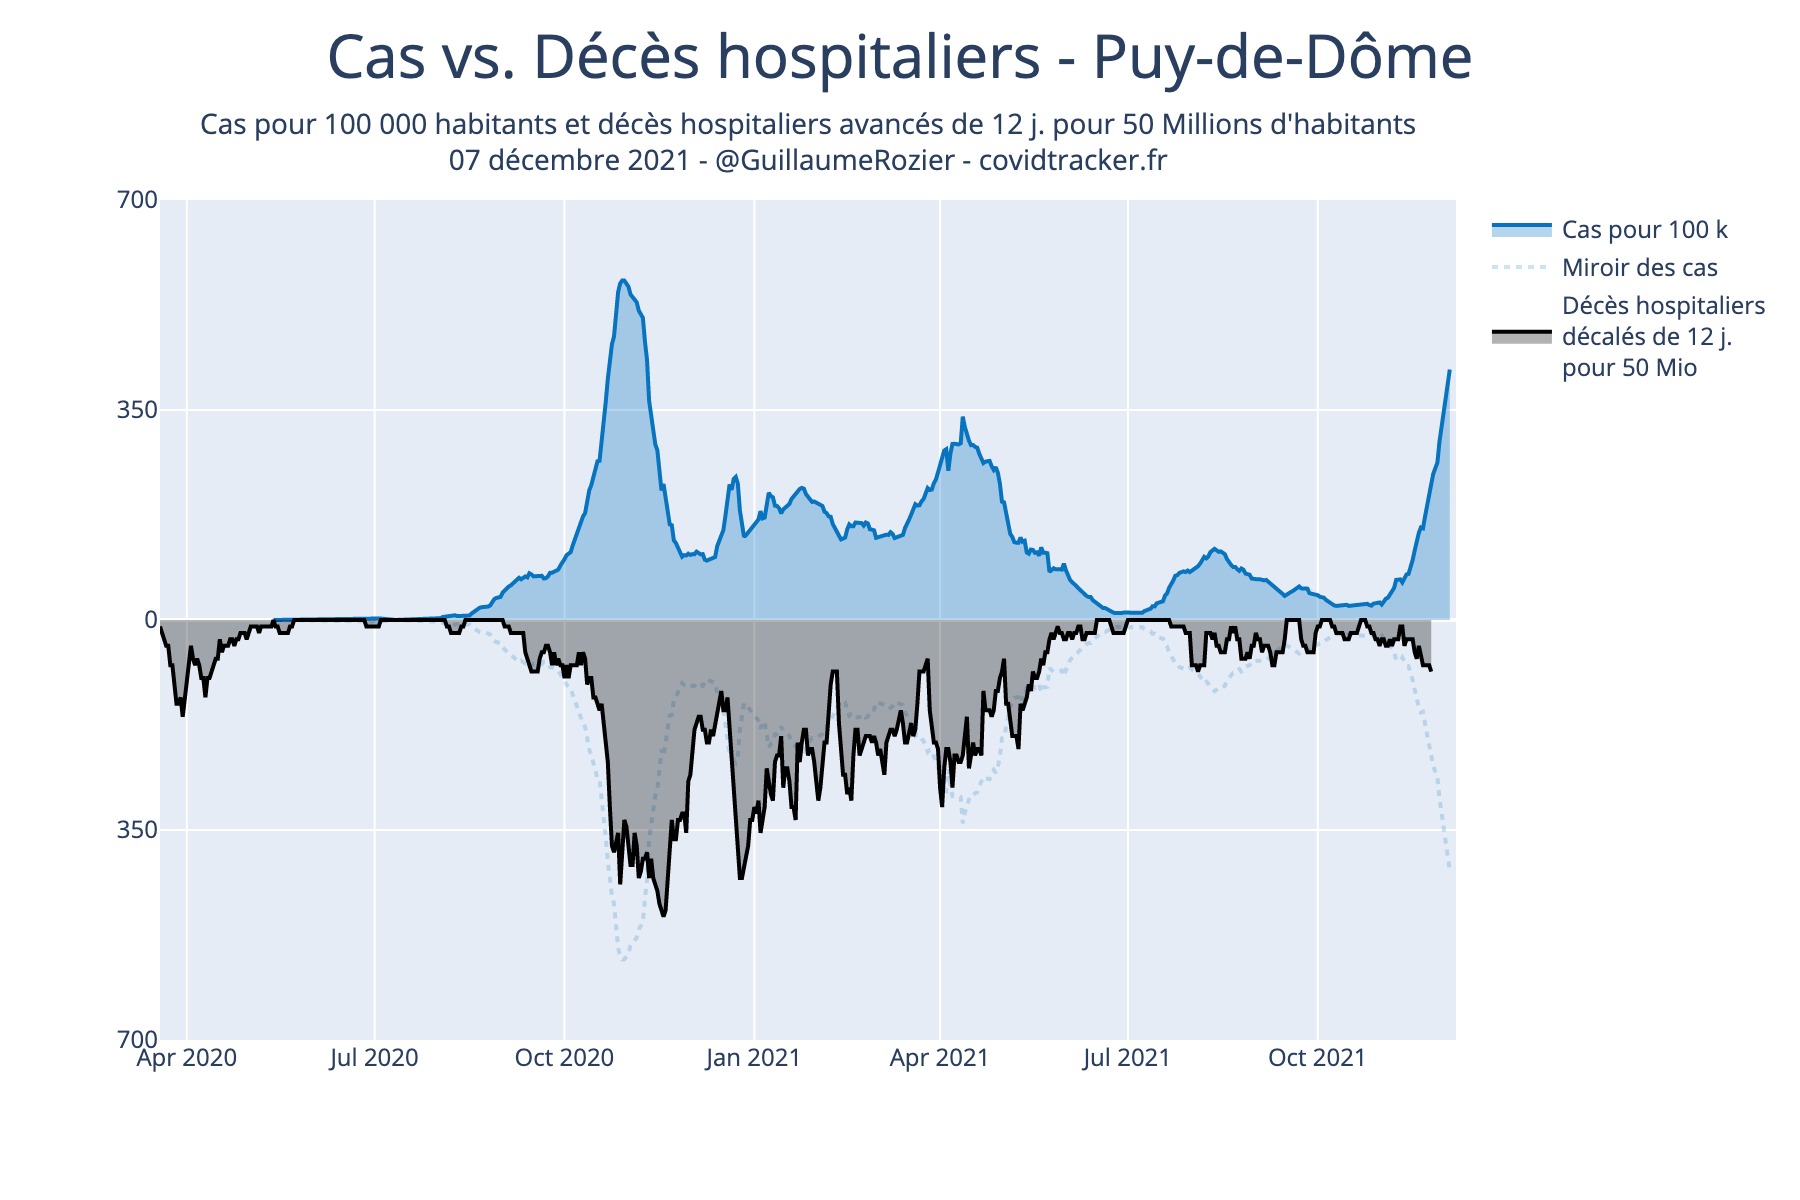 Cas vs. Décès hospitaliers - Puy-de-Dôme
Cas pour 100 000 habitants et décès hospitaliers avancés de 12 j. pour 50 Millions d'habitants
07 décembre 2021 - @GuillaumeRozier - covidtracker.fr
700
350
0
350
700
Apr 2020
Jul 2020
Oct 2020
Jan 2021
Apr 2021
Jul 2021
Oct 2021
Cas pour 100 k
Miroir des cas
Décès hospitaliers
décalés de 12 j.
pour 50 Mio